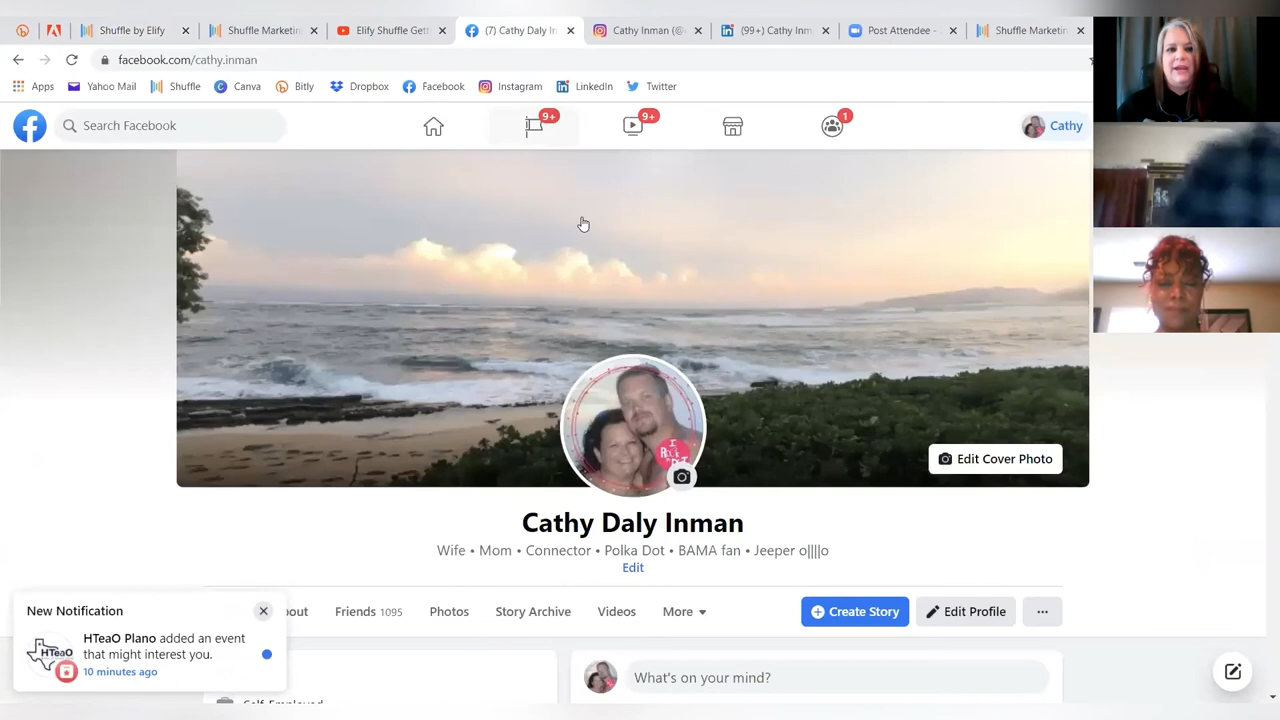 Shuffle by Elify
Shuffle Marketin
Elify Shuffle Gett
(7) Cathy Daly In
Cathy Inman (@
(99+) Cathy Inm
Post Attendee -
Shuffle Marketin
facebook.com/cathy.inman
Apps
Yahoo Mail
Shuffle
Canva
Bitly
Dropbox
Facebook
Instagram
LinkedIn
Twitter
Search Facebook
9+
9+
1
Cathy
Edit Cover Photo
Cathy Daly Inman
Wife • Mom • Connector • Polka Dot • BAMA fan • Jeeper o||||o
Edit
bout
Friends 1095
Photos
Story Archive
Videos
More
Create Story
Edit Profile
New Notification
HTeaO
HTeaO Plano added an event
that might interest you.
10 minutes ago
What's on your mind?
Self-Employed